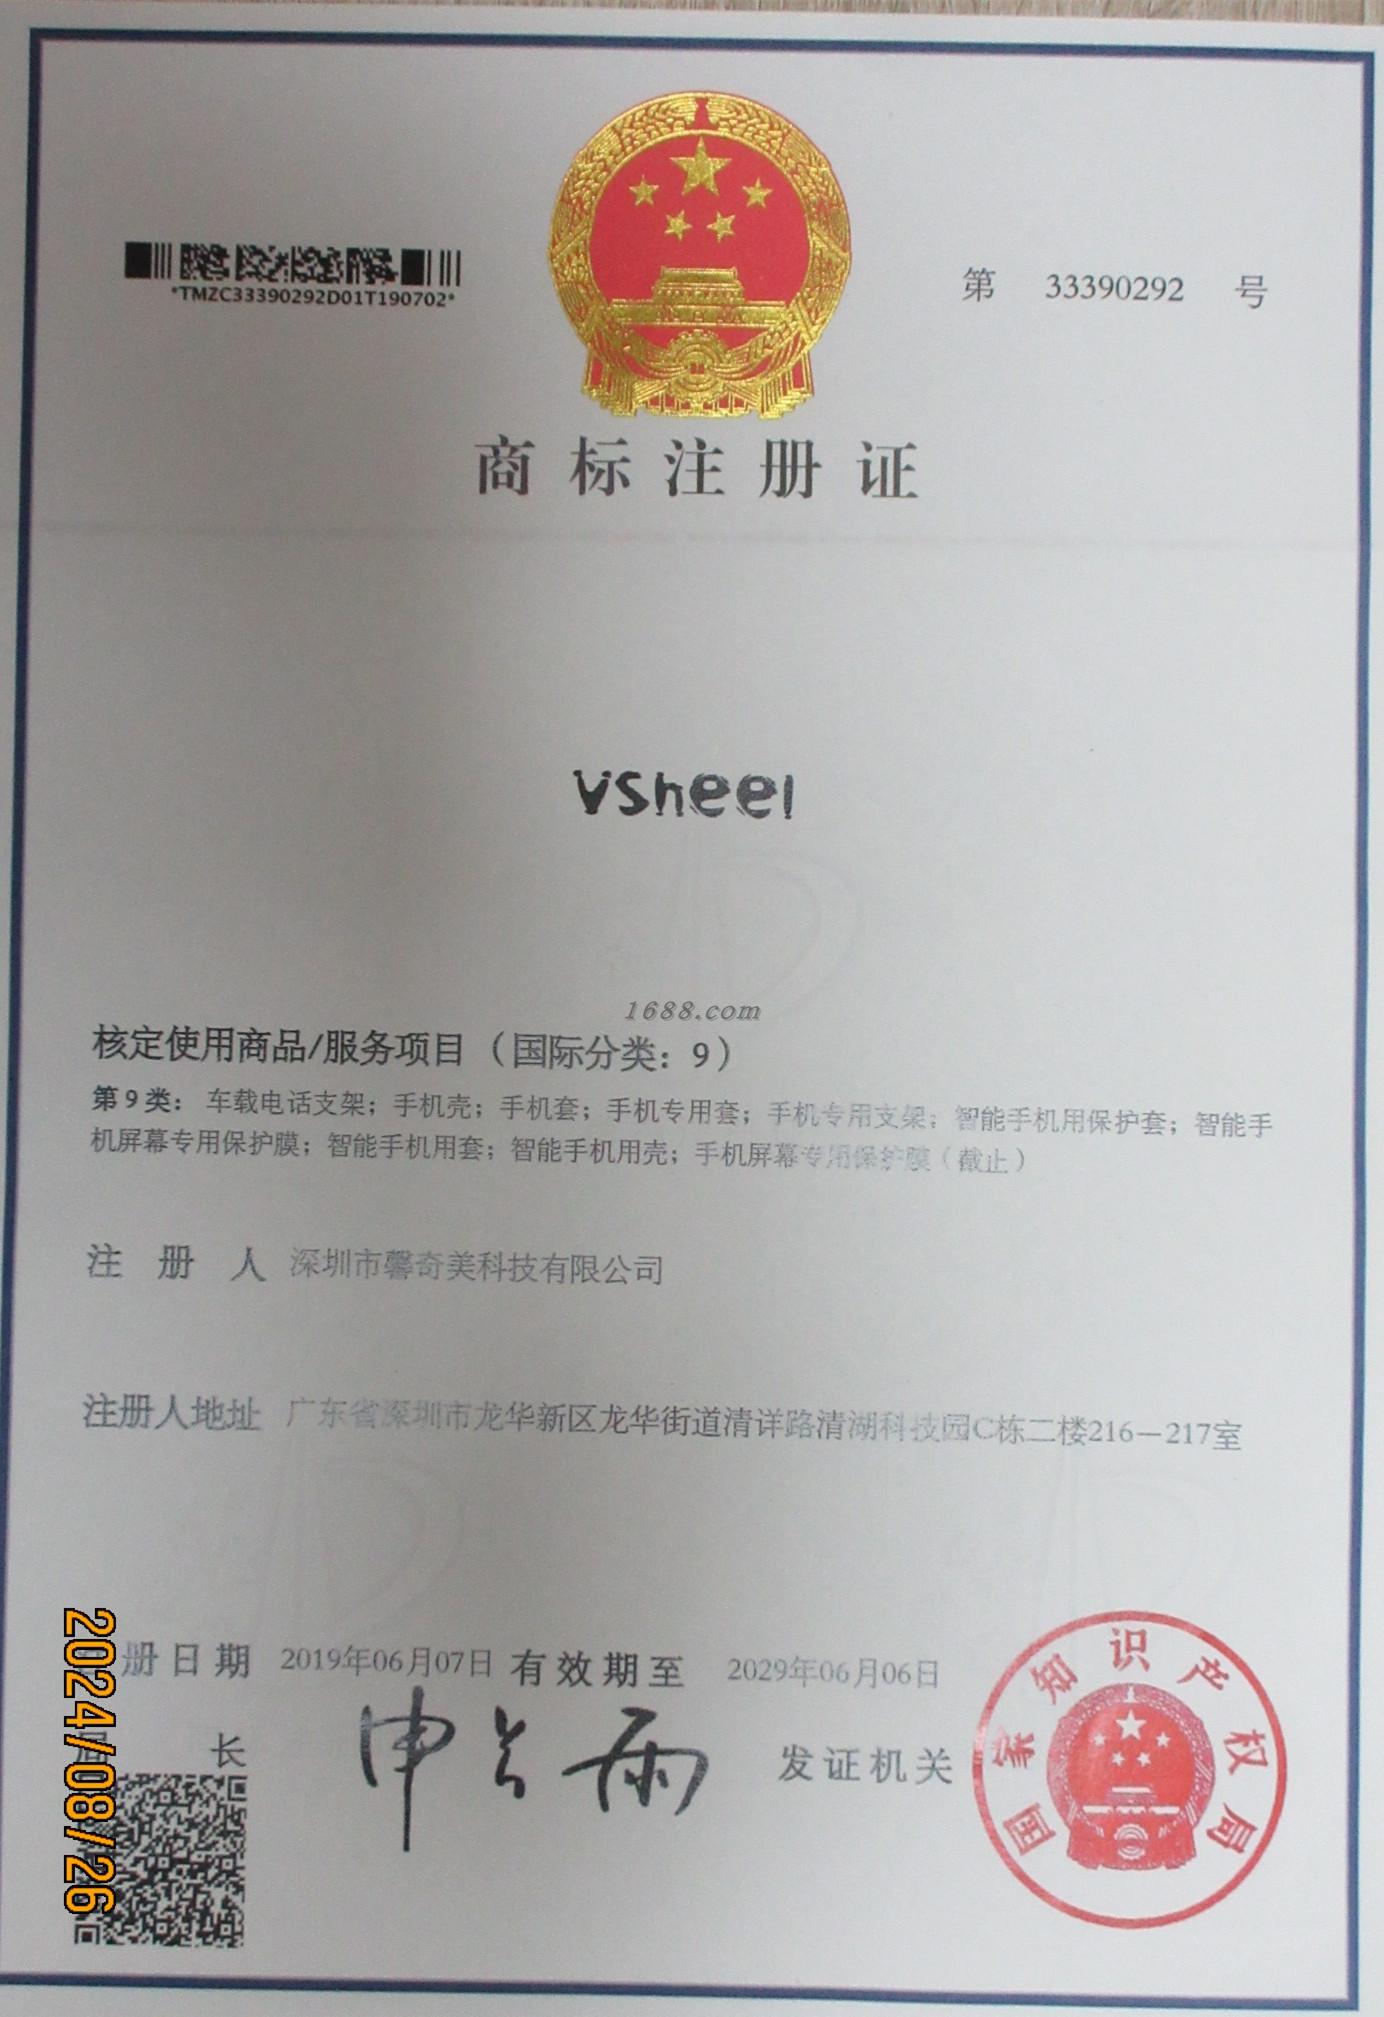 *TMZC33390292D01T190702*
第 33390292 号
商标注册证
vsheel
1688.com
核定使用商品/服务项目（国际分类：9）
第9类：车载电话支架；手机壳；手机套；手机专用套；手机专用支架；智能手机用保护套；智能手
机屏幕专用保护膜；智能手机用套；智能手机用壳；手机屏幕专用保护膜（截止）
注册人 深圳市馨奇美科技有限公司
注册人地址 广东省深圳市龙华新区龙华街道清详路清湖科技园C栋二楼216—217室
注册日期 2019年06月07日 有效期至 2029年06月06日
局长 申长雨 发证机关
国家知识产权局
2024/08/26